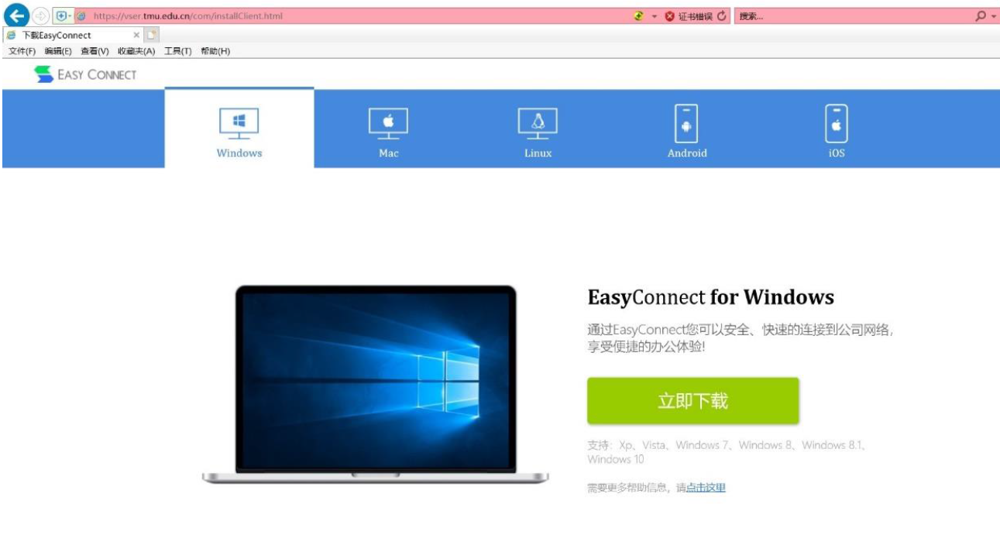 https://vser.tmu.edu.cn/com/installClient.html
证书错误
搜索...
下载EasyConnect
文件(F) 编辑(E) 查看(V) 收藏夹(A) 工具(T) 帮助(H)
EASY CONNECT
Windows
Mac
Linux
Android
iOS
EasyConnect for Windows
通过EasyConnect您可以安全、快速的连接到公司网络，
享受便捷的办公体验!
立即下载
支持：Xp、Vista、Windows 7、Windows 8、Windows 8.1、
Windows 10
需要更多帮助信息，请点击这里